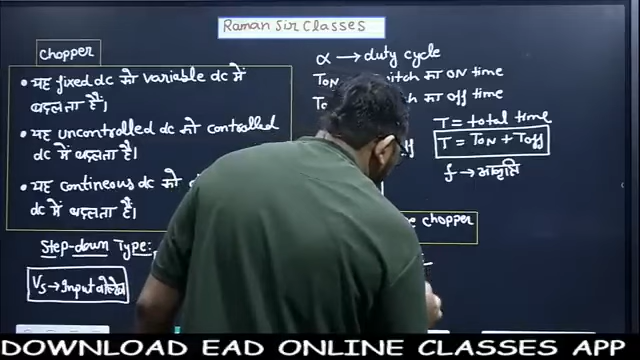 Raman Sir Classes
Chopper
• यह fixed dc को variable dc में
बदलता है।
• यह uncontrolled dc को controlled
dc में बदलता है।
• यह contineous dc को
dc में बदलता है।
Step-down Type:
Vs → Input वोल्टेज
α → duty cycle
TON का ON time
का off time
T = total time
T = TON + Toff
f → आवृत्ति
chopper
DOWNLOAD EAD ONLINE CLASSES APP